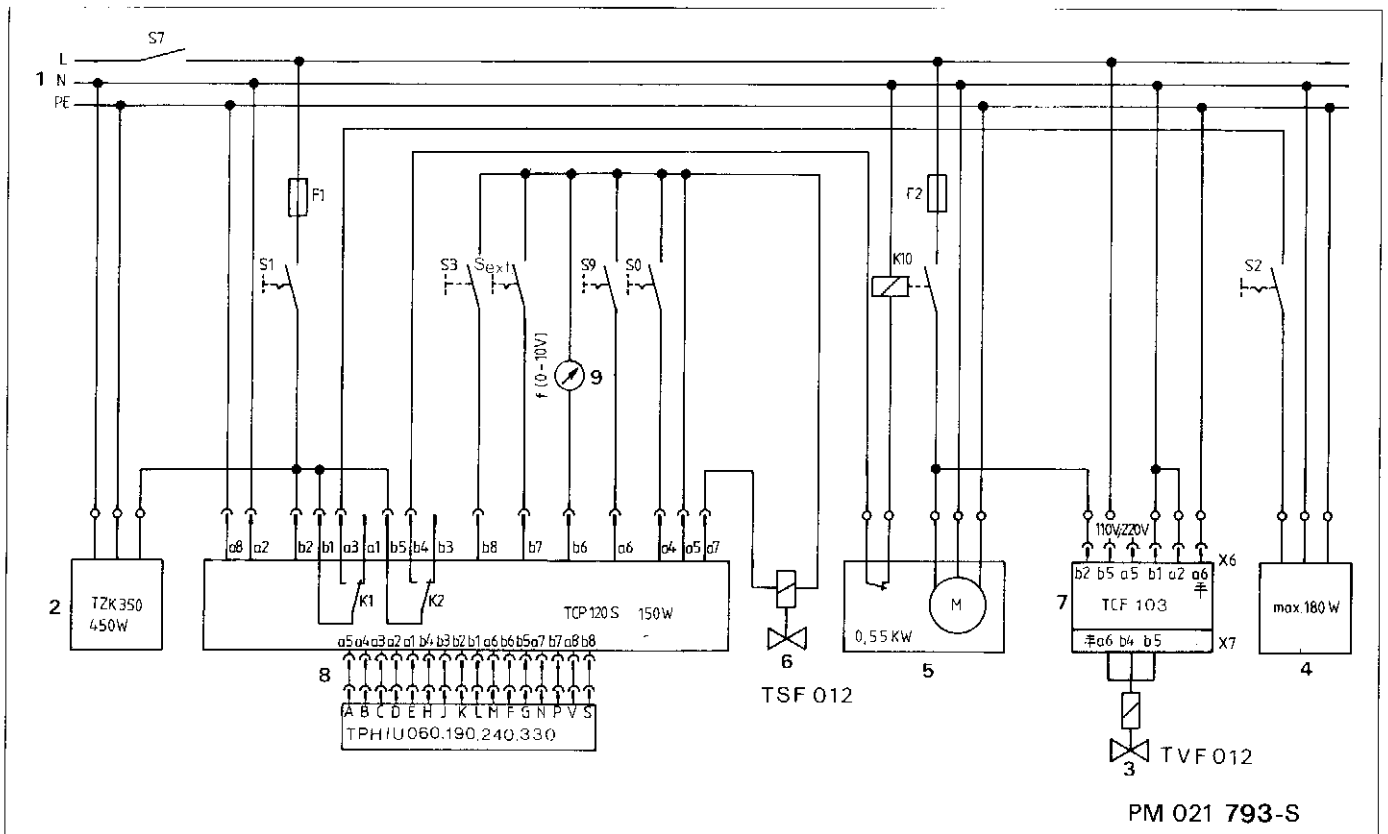 S7
L
1 N
PE
F1
F2
S1
S3
Sext.
S9
S0
K10
S2
f (0-10V)
9
a8 a2 b2 b1 a3 a1 b5 b4 b3 b8 b7 b6 a6 a4 a5 a7
110V;220V
X6
b2 b5 a5 b1 a2 a6
2
TZK 350
450W
K1
K2
TCP 120 S 150W
M
0,55 KW
7
TCF 103
max. 180 W
a5 a4 a3 a2 a1 b4 b3 b2 b1 a6 b6 b5 a7 b7 a8 b8
a6 b4 b5
X7
8
6
5
4
TSF 012
A B C D E H J K L M F G N P V S
TPH/U 060.190.240.330
3
TVF 012
PM 021 793-S